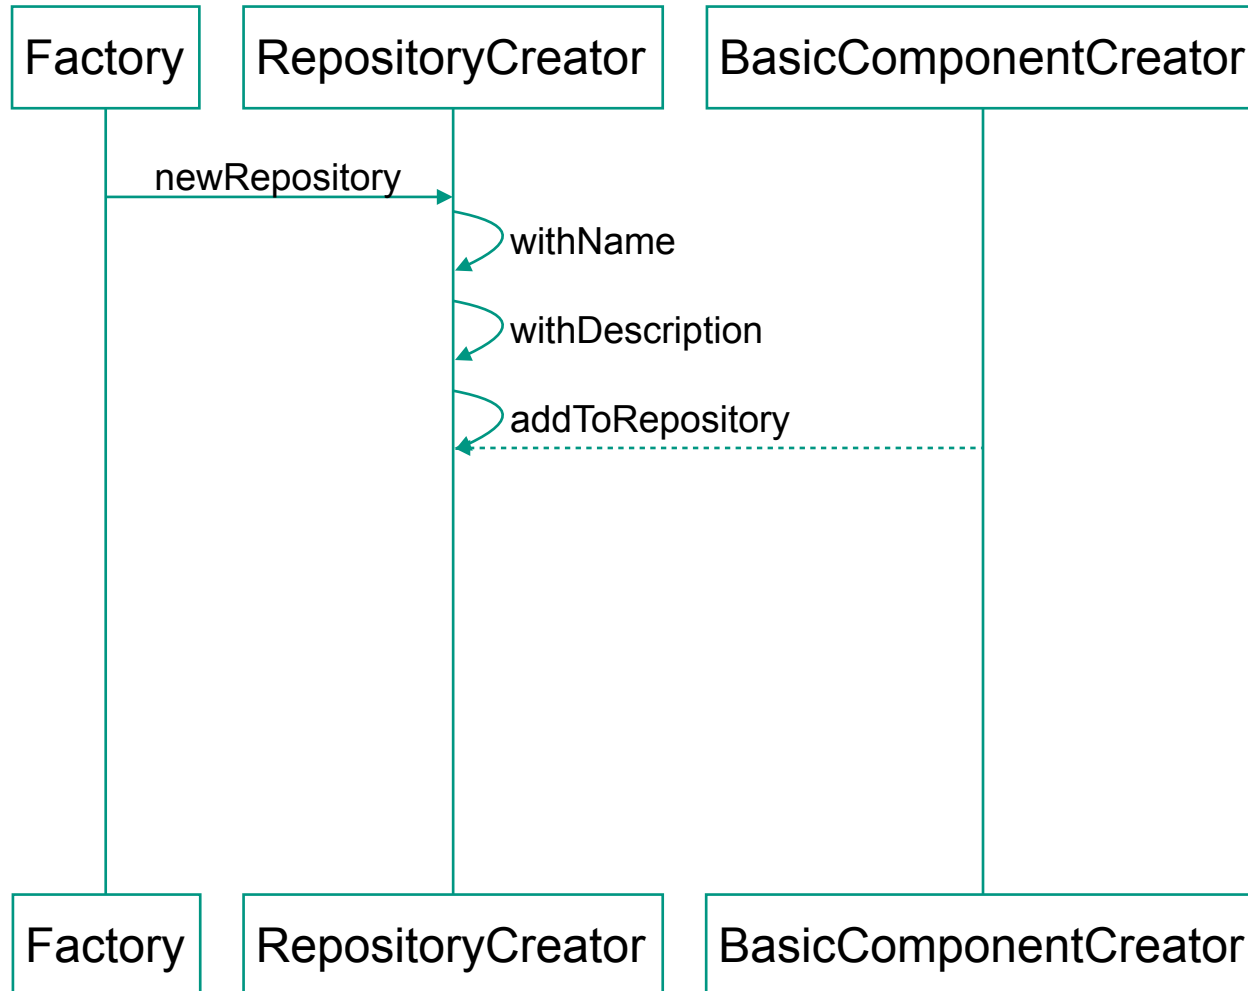 Factory
RepositoryCreator
BasicComponentCreator
newRepository
withName
withDescription
addToRepository
Factory
RepositoryCreator
BasicComponentCreator